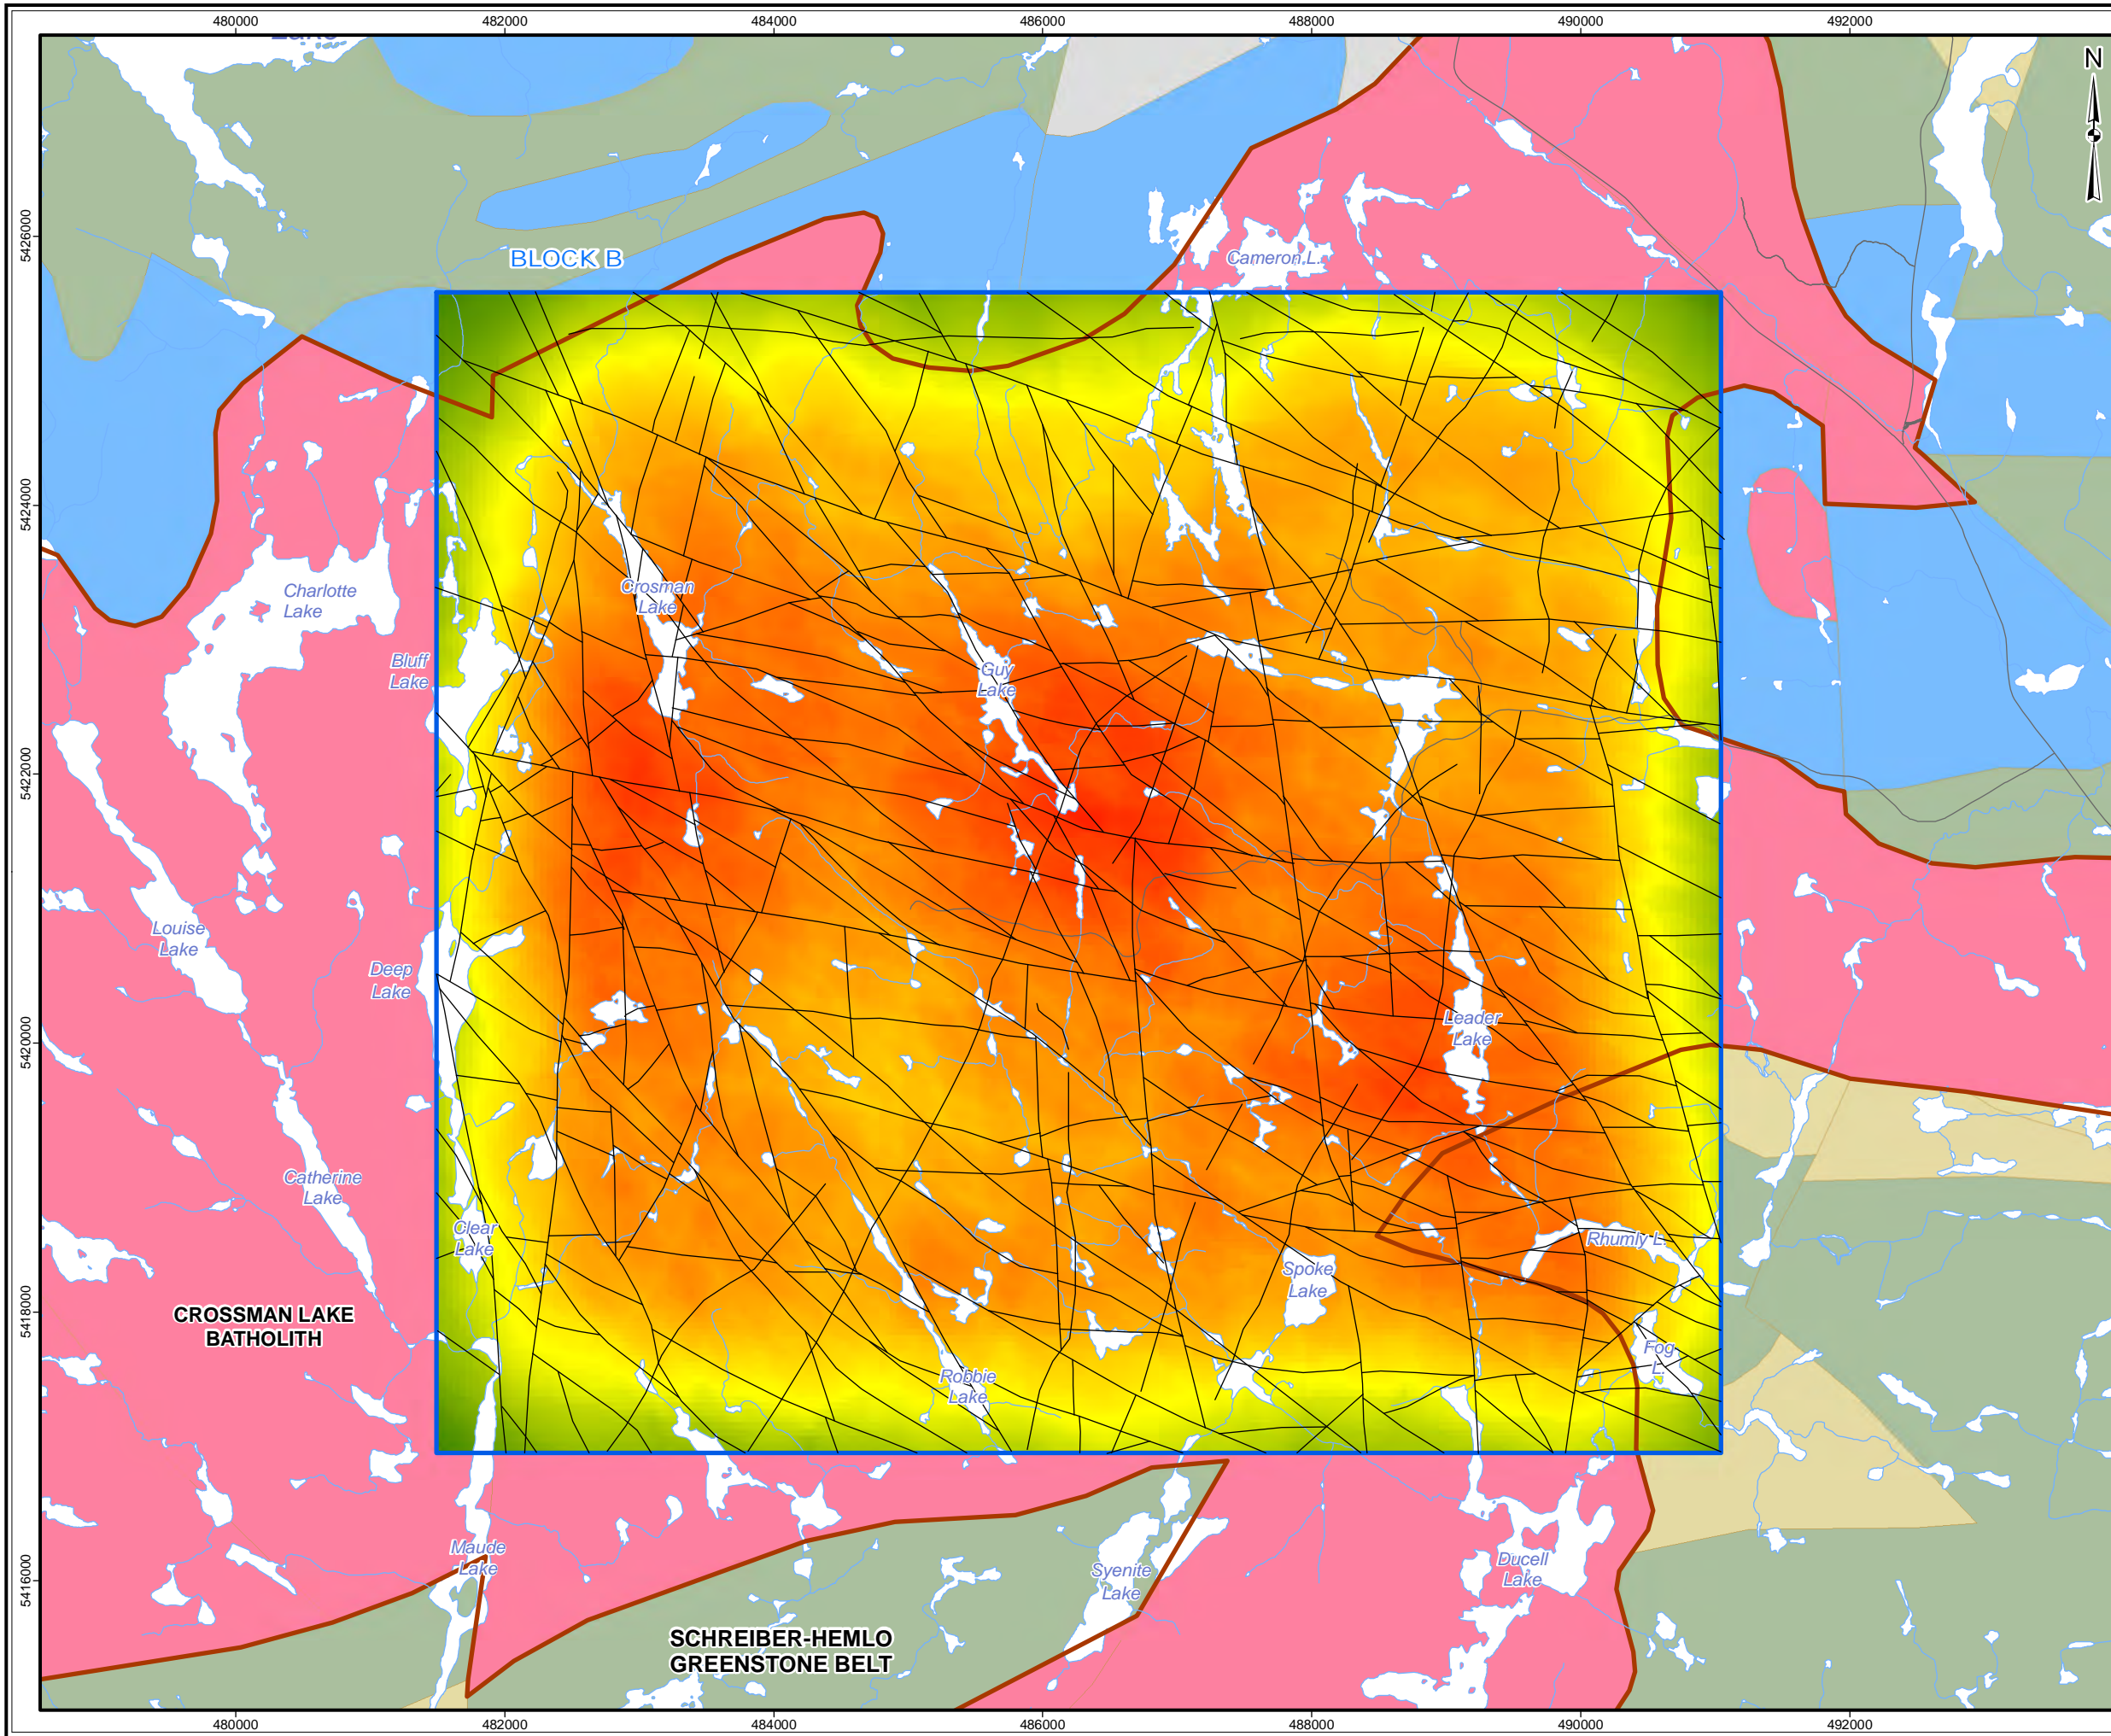 480000 482000 484000 486000 488000 490000 492000
Lake
N
5426000
BLOCK B
Cameron L.
5424000
Charlotte
Lake
Crosman
Lake
Bluff
Lake
Guy
Lake
5422000
Louise
Lake
Deep
Lake
Leader
Lake
5420000
Catherine
Lake
Clear
Lake
Rhumly L.
Spoke
Lake
5418000
CROSSMAN LAKE
BATHOLITH
Fog
L.
Robbie
Lake
Maude
Lake
Syenite
Lake
Ducell
Lake
5416000
SCHREIBER-HEMLO
GREENSTONE BELT
480000 482000 484000 486000 488000 490000 492000